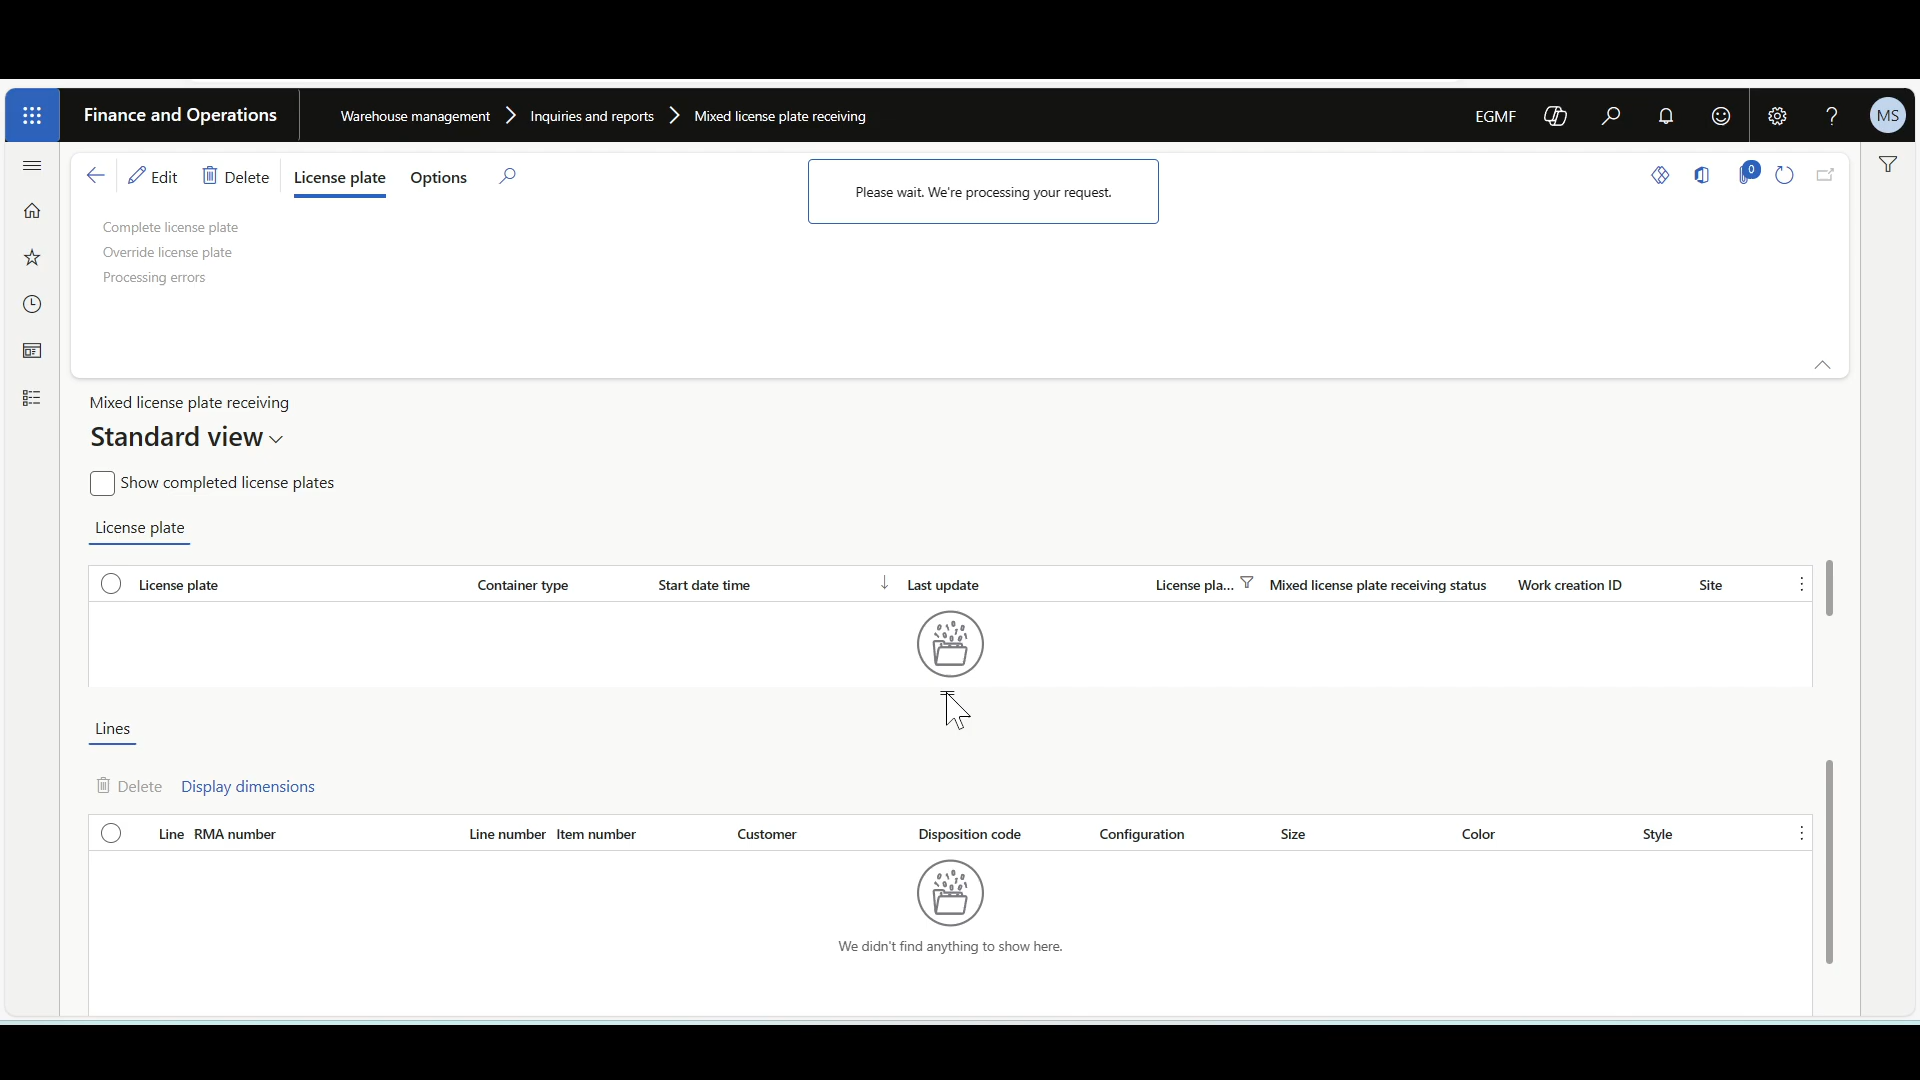 Finance and Operations
Warehouse management
Inquiries and reports
Mixed license plate receiving
EGMF
MS
Edit
Delete
License plate
Options
Please wait. We're processing your request.
0
Complete license plate
Override license plate
Processing errors
Mixed license plate receiving
Standard view
Show completed license plates
License plate
License plate Container type Start date time Last update License pla... Mixed license plate receiving status Work creation ID Site
Lines
Delete Display dimensions
Line RMA number Line number Item number Customer Disposition code Configuration Size Color Style
We didn't find anything to show here.